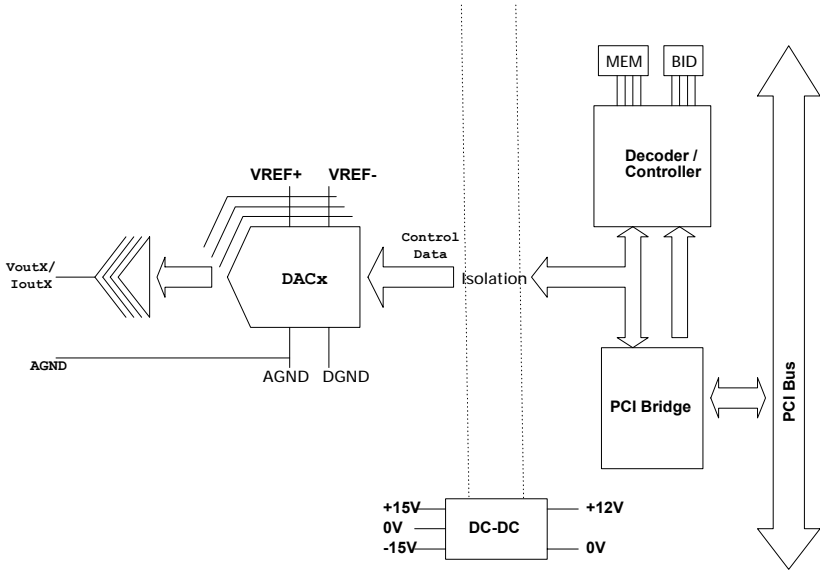 MEM
BID
Decoder /
Controller
VREF+
VREF-
Control
Data
VoutX/
IoutX
DACx
Isolation
AGND
AGND
DGND
PCI Bridge
PCI Bus
+15V
0V
-15V
DC-DC
+12V
0V